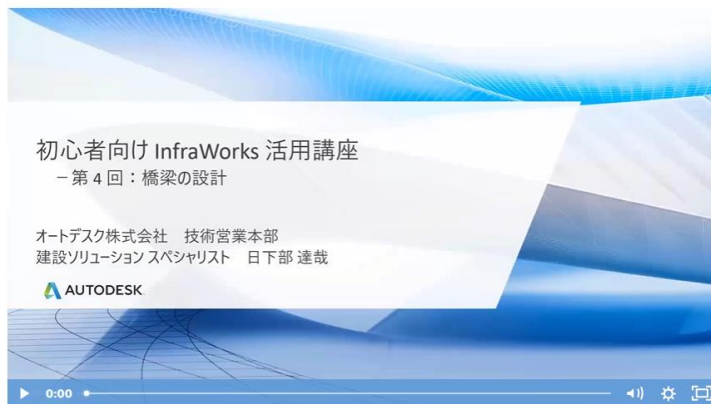 初心者向け InfraWorks 活用講座
－第 4 回：橋梁の設計
オートデスク株式会社　技術営業本部
建設ソリューション スペシャリスト　日下部 達哉
AUTODESK
0:00